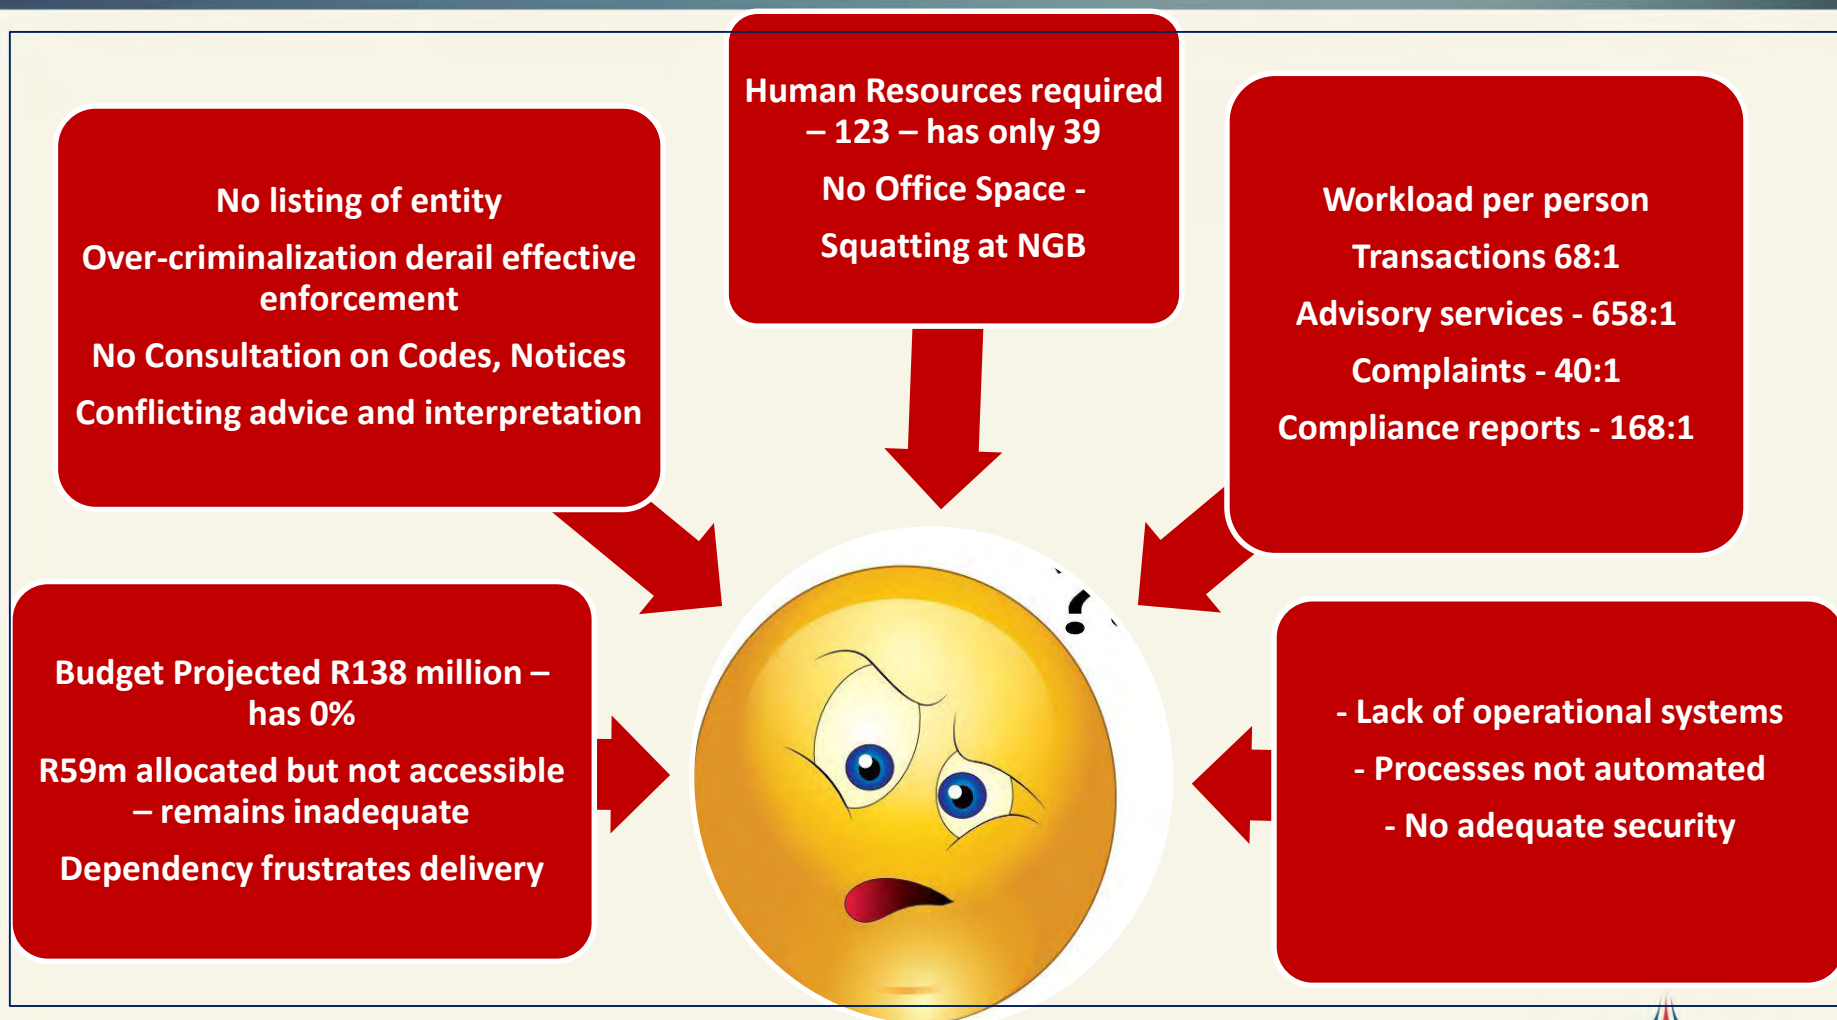 Human Resources required
– 123 – has only 39
No Office Space -
Squatting at NGB
No listing of entity
Over-criminalization derail effective
enforcement
No Consultation on Codes, Notices
Conflicting advice and interpretation
Workload per person
Transactions 68:1
Advisory services - 658:1
Complaints - 40:1
Compliance reports - 168:1
Budget Projected R138 million –
has 0%
R59m allocated but not accessible
– remains inadequate
Dependency frustrates delivery
- Lack of operational systems
- Processes not automated
- No adequate security
?